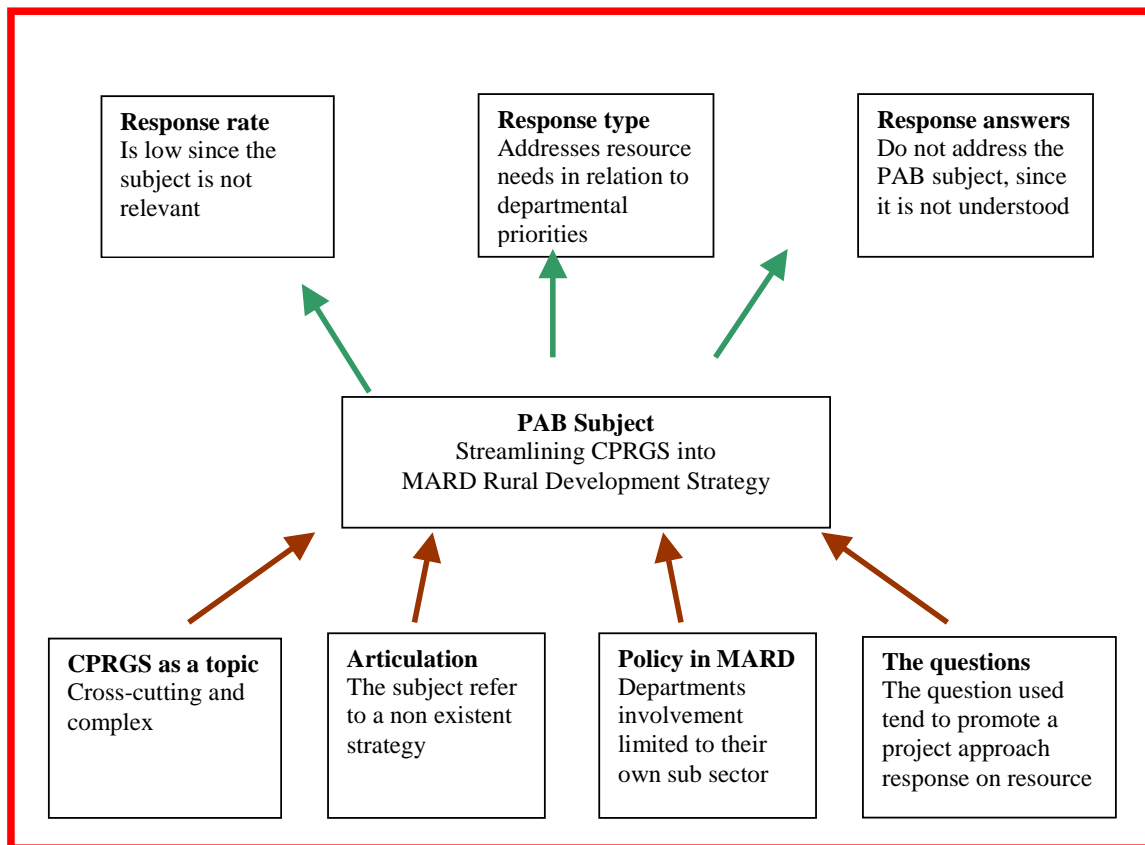 Response rate
Is low since the
subject is not
relevant
Response type
Addresses resource
needs in relation to
departmental
priorities
Response answers
Do not address the
PAB subject, since
it is not understood
PAB Subject
Streamlining CPRGS into
MARD Rural Development Strategy
CPRGS as a topic
Cross-cutting and
complex
Articulation
The subject refer
to a non existent
strategy
Policy in MARD
Departments
involvement
limited to their
own sub sector
The questions
The question used
tend to promote a
project approach
response on resource